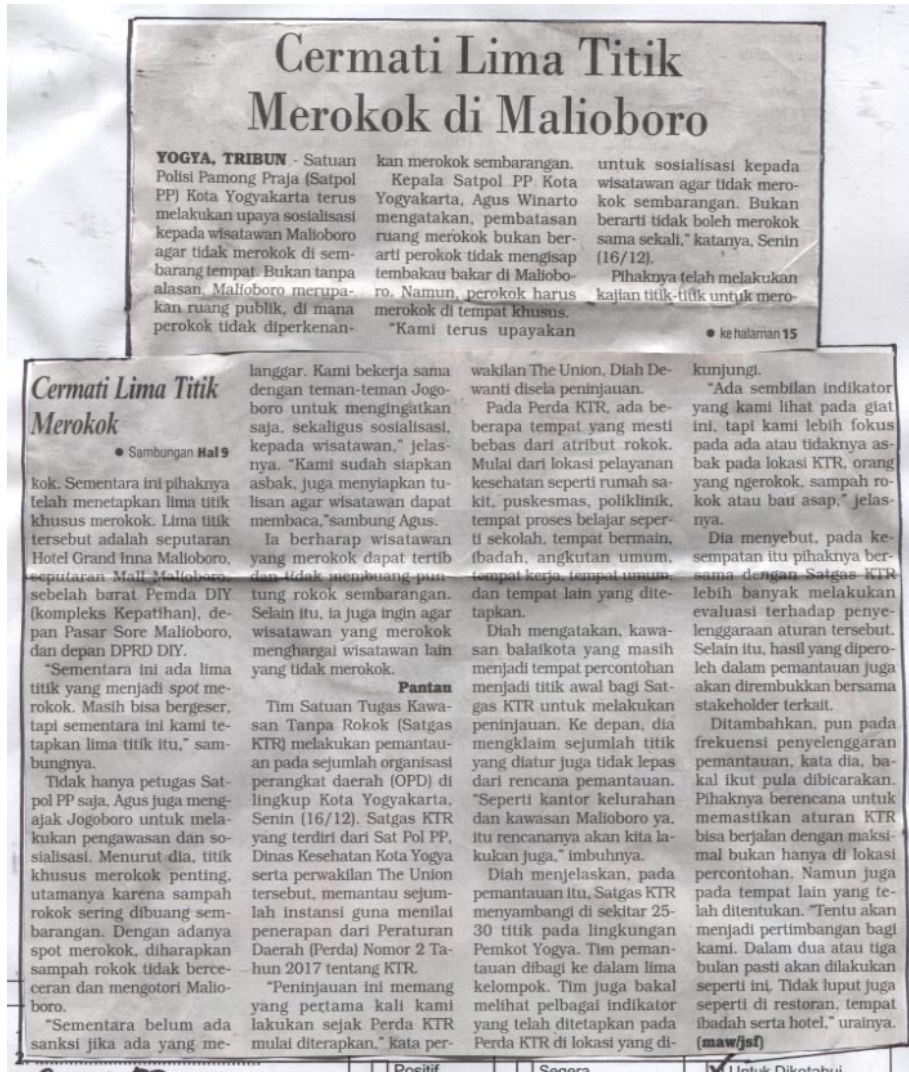 Cermati Lima Titik
Merokok di Malioboro
YOGYA, TRIBUN - Satuan
Polisi Pamong Praja (Satpol
PP) Kota Yogyakarta terus
melakukan upaya sosialisasi
kepada wisatawan Malioboro
agar tidak merokok di sem-
barang tempat. Bukan tanpa
alasan, Malioboro merupa-
kan ruang publik, di mana
perokok tidak diperkenan-
kan merokok sembarangan.
Kepala Satpol PP Kota
Yogyakarta, Agus Winarto
mengatakan, pembatasan
ruang merokok bukan ber-
arti perokok tidak mengisap
tembakau bakar di Maliobo-
ro. Namun, perokok harus
merokok di tempat khusus.
"Kami terus upayakan
untuk sosialisasi kepada
wisatawan agar tidak mero-
kok sembarangan. Bukan
berarti tidak boleh merokok
sama sekali," katanya, Senin
(16/12).
Pihaknya telah melakukan
kajian titik-titik untuk mero-
● ke halaman 15
Cermati Lima Titik
Merokok
● Sambungan Hal 9
kok. Sementara ini pihaknya
telah menetapkan lima titik
khusus merokok. Lima titik
tersebut adalah seputaran
Hotel Grand Inna Malioboro,
seputaran Mall Malioboro,
sebelah barat Pemda DIY
(kompleks Kepatihan), de-
pan Pasar Sore Malioboro,
dan depan DPRD DIY.
"Sementara ini ada lima
titik yang menjadi spot me-
rokok. Masih bisa bergeser,
tapi sementara ini kami te-
tapkan lima titik itu," sam-
bungnya.
Tidak hanya petugas Sat-
pol PP saja, Agus juga meng-
ajak Jogoboro untuk mela-
kukan pengawasan dan so-
sialisasi. Menurut dia, titik
khusus merokok penting,
utamanya karena sampah
rokok sering dibuang sem-
barangan. Dengan adanya
spot merokok, diharapkan
sampah rokok tidak berce-
ceran dan mengotori Malio-
boro.
"Sementara belum ada
sanksi jika ada yang me-
langgar. Kami bekerja sama
dengan teman-teman Jogo-
boro untuk mengingatkan
saja, sekaligus sosialisasi,
kepada wisatawan," jelas-
nya. "Kami sudah siapkan
asbak, juga menyiapkan tu-
lisan agar wisatawan dapat
membaca,"sambung Agus.
Ia berharap wisatawan
yang merokok dapat tertib
dan tidak membuang pun-
tung rokok sembarangan.
Selain itu, ia juga ingin agar
wisatawan yang merokok
menghargai wisatawan lain
yang tidak merokok.
Pantau
Tim Satuan Tugas Kawa-
san Tanpa Rokok (Satgas
KTR) melakukan pemantau-
an pada sejumlah organisasi
perangkat daerah (OPD) di
lingkup Kota Yogyakarta,
Senin (16/12). Satgas KTR
yang terdiri dari Sat Pol PP,
Dinas Kesehatan Kota Yogya
serta perwakilan The Union
tersebut, memantau sejum-
lah instansi guna menilai
penerapan dari Peraturan
Daerah (Perda) Nomor 2 Ta-
hun 2017 tentang KTR.
"Peninjauan ini memang
yang pertama kali kami
lakukan sejak Perda KTR
mulai diterapkan," kata per-
wakilan The Union, Diah De-
wanti disela peninjauan.
Pada Perda KTR, ada be-
berapa tempat yang mesti
bebas dari atribut rokok.
Mulai dari lokasi pelayanan
kesehatan seperti rumah sa-
kit, puskesmas, poliklinik,
tempat proses belajar seper-
ti sekolah, tempat bermain,
ibadah, angkutan umum,
tempat kerja, tempat umum,
dan tempat lain yang dite-
tapkan.
Diah mengatakan, kawa-
san balaikota yang masih
menjadi tempat percontohan
menjadi titik awal bagi Sat-
gas KTR untuk melakukan
peninjauan. Ke depan, dia
mengklaim sejumlah titik
yang diatur juga tidak lepas
dari rencana pemantauan.
"Seperti kantor kelurahan
dan kawasan Malioboro ya,
itu rencananya akan kita la-
kukan juga," imbuhnya.
Diah menjelaskan, pada
pemantauan itu, Satgas KTR
menyambangi di sekitar 25-
30 titik pada lingkungan
Pemkot Yogya. Tim peman-
tauan dibagi ke dalam lima
kelompok. Tim juga bakal
melihat pelbagai indikator
yang telah ditetapkan pada
Perda KTR di lokasi yang di-
kunjungi.
"Ada sembilan indikator
yang kami lihat pada giat
ini, tapi kami lebih fokus
pada ada atau tidaknya as-
bak pada lokasi KTR, orang
yang ngerokok, sampah ro-
kok atau bau asap," jelas-
nya.
Dia menyebut, pada ke-
sempatan itu pihaknya ber-
sama dengan Satgas KTR
lebih banyak melakukan
evaluasi terhadap penye-
lenggaraan aturan tersebut.
Selain itu, hasil yang dipero-
leh dalam pemantauan juga
akan dirembukkan bersama
stakeholder terkait.
Ditambahkan, pun pada
frekuensi penyelenggaran
pemantauan, kata dia, ba-
kal ikut pula dibicarakan.
Pihaknya berencana untuk
memastikan aturan KTR
bisa berjalan dengan maksi-
mal bukan hanya di lokasi
percontohan. Namun juga
pada tempat lain yang te-
lah ditentukan. "Tentu akan
menjadi pertimbangan bagi
kami. Dalam dua atau tiga
bulan pasti akan dilakukan
seperti ini. Tidak luput juga
seperti di restoran, tempat
ibadah serta hotel," urainya.
(maw/jsf)
2.
Positif
Segera
Untuk Diketahui